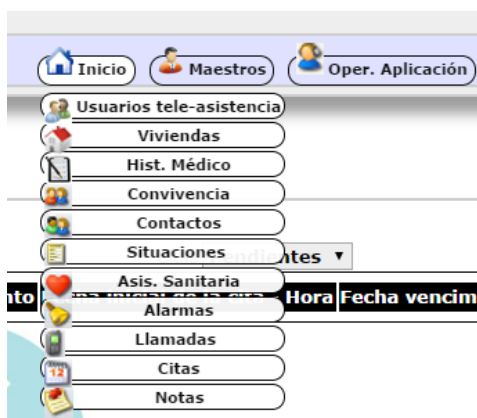 Inicio Maestros Oper. Aplicación
Usuarios tele-asistencia
Viviendas
Hist. Médico
Convivencia
Contactos
Situaciones
Asis. Sanitaria
Hora Fecha
Alarmas
Llamadas
12 Citas
Notas